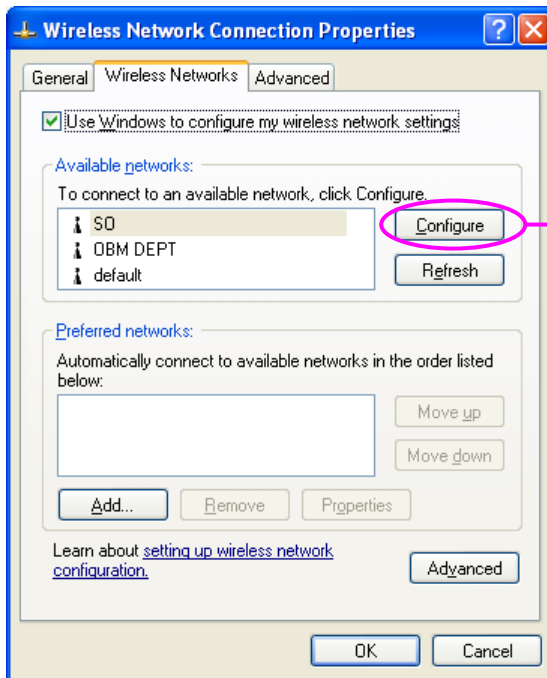 Wireless Network Connection Properties
General Wireless Networks Advanced
Use Windows to configure my wireless network settings
Available networks:
To connect to an available network, click Configure.
SO
Configure
OBM DEPT
default
Refresh
Preferred networks:
Automatically connect to available networks in the order listed
below:
Move up
Move down
Add... Remove Properties
Learn about setting up wireless network
configuration.
Advanced
OK Cancel